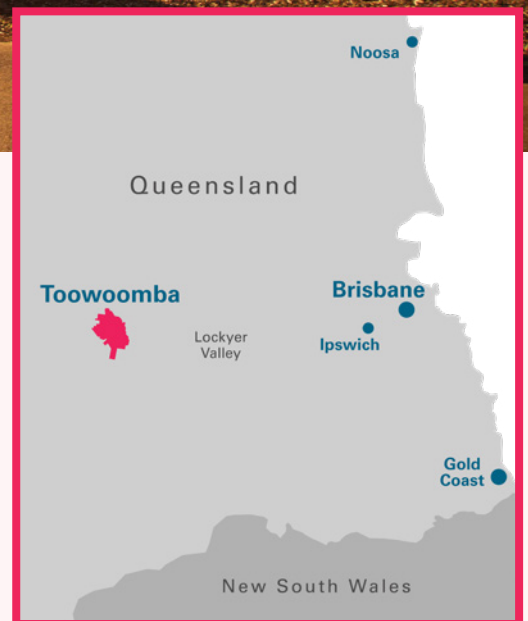 Noosa
Queensland
Toowoomba
Brisbane
Lockyer
Valley
Ipswich
Gold
Coast
New South Wales